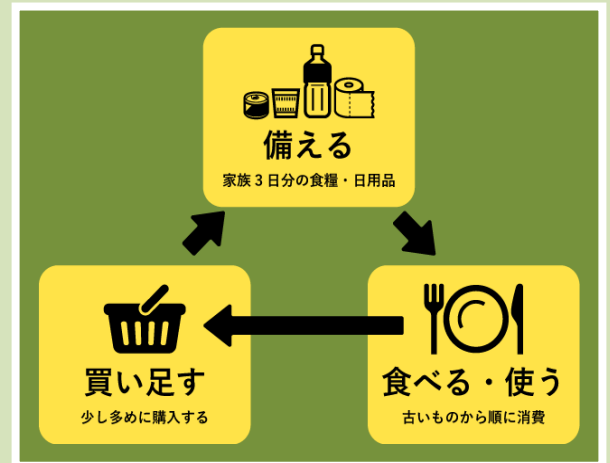 備える
家族3日分の食糧・日用品
買い足す
少し多めに購入する
食べる・使う
古いものから順に消費